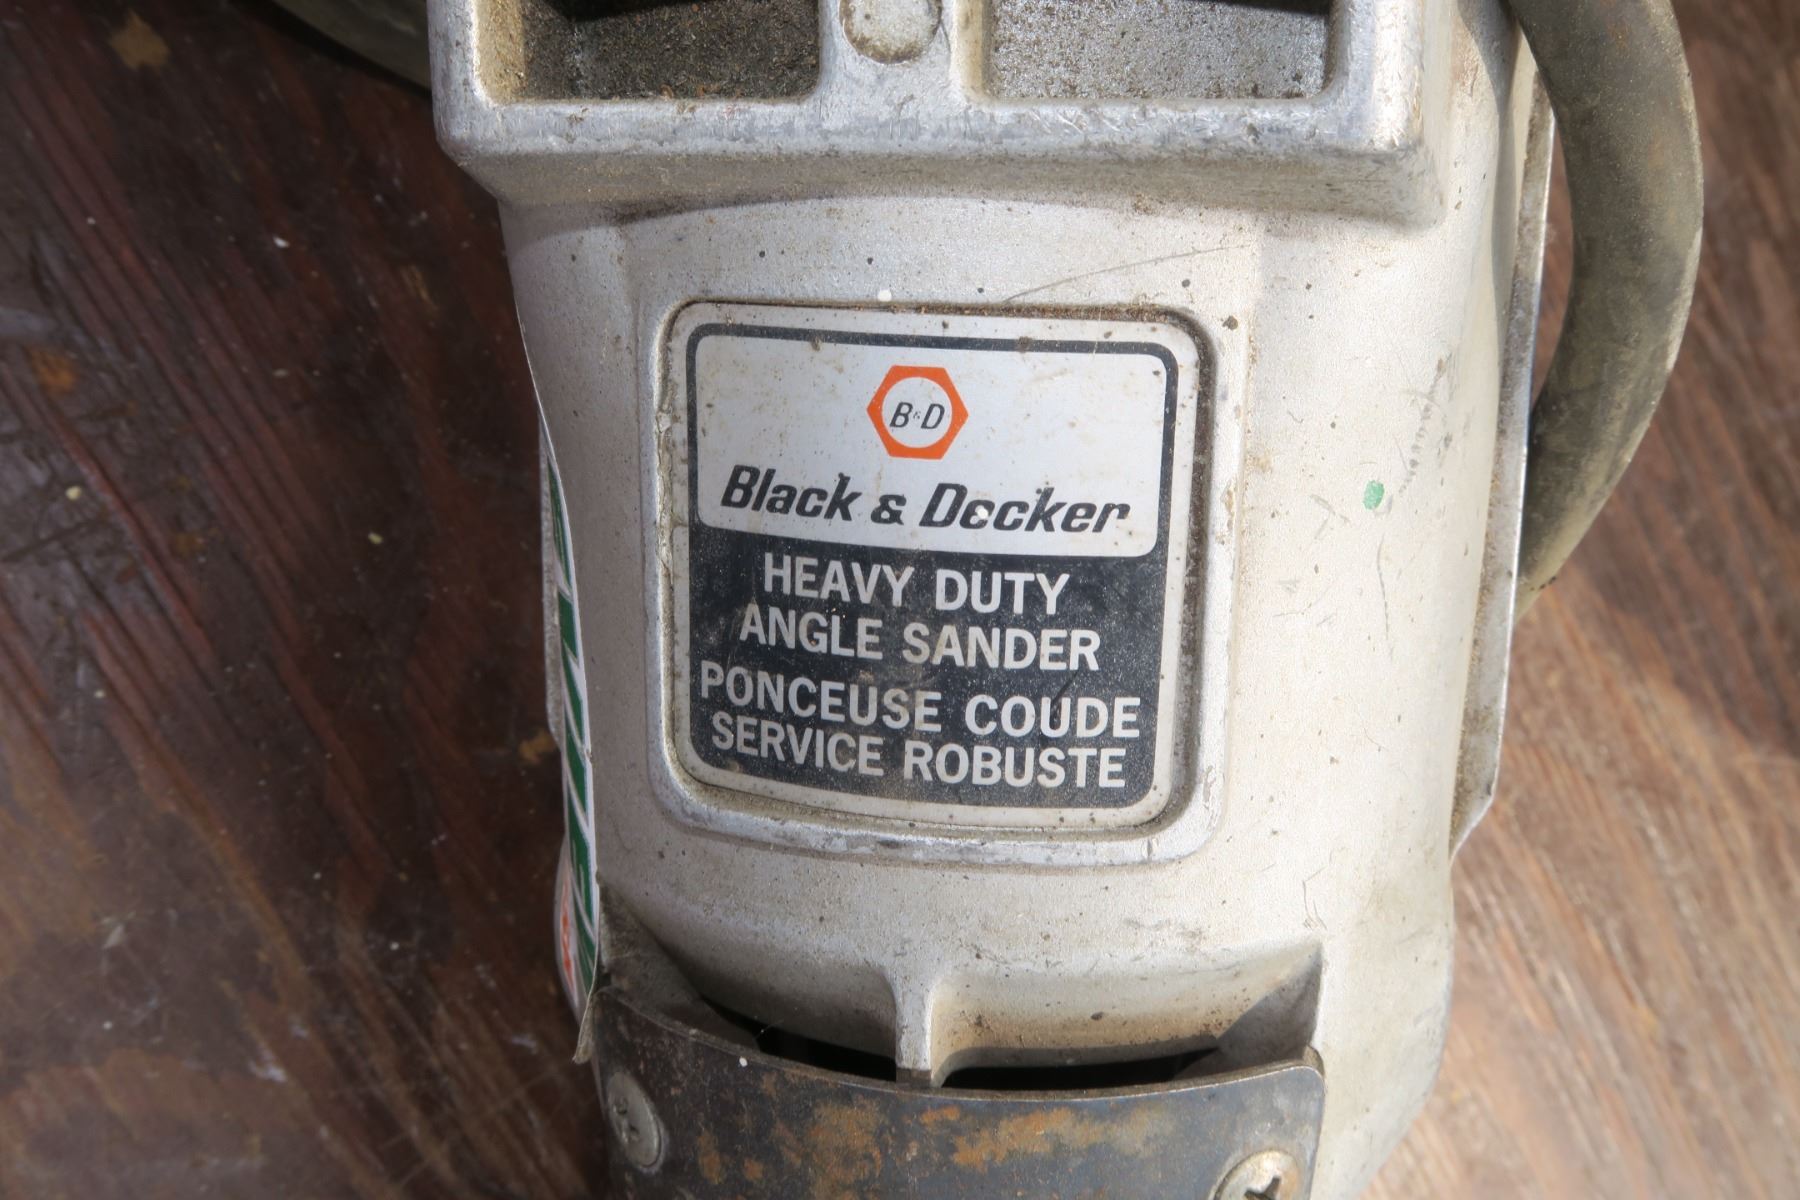 B&D
Black & Decker
HEAVY DUTY
ANGLE SANDER
PONCEUSE COUDE
SERVICE ROBUSTE